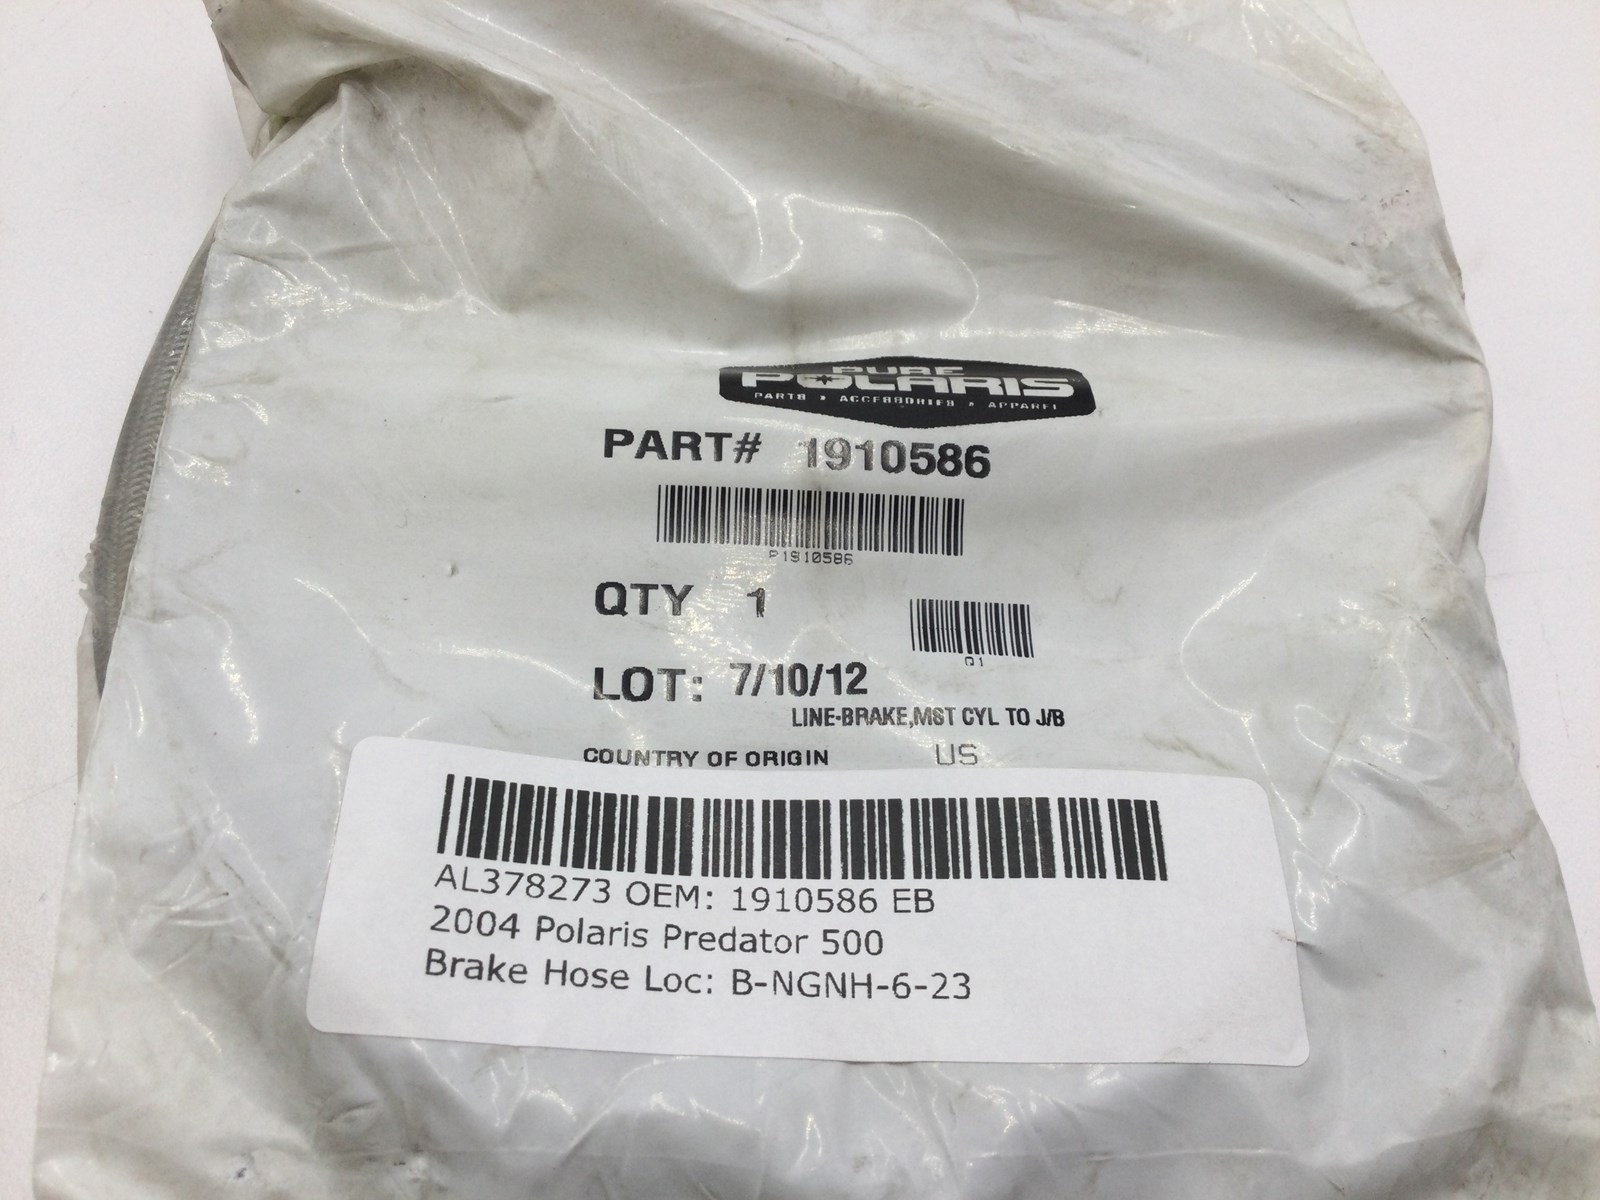 PURE
POLARIS
PARTS • ACCESSORIES • APPAREL
PART# 1910586
P1910586
QTY 1
Q1
LOT: 7/10/12
LINE-BRAKE,MST CYL TO J/B
COUNTRY OF ORIGIN US
AL378273 OEM: 1910586 EB
2004 Polaris Predator 500
Brake Hose Loc: B-NGNH-6-23